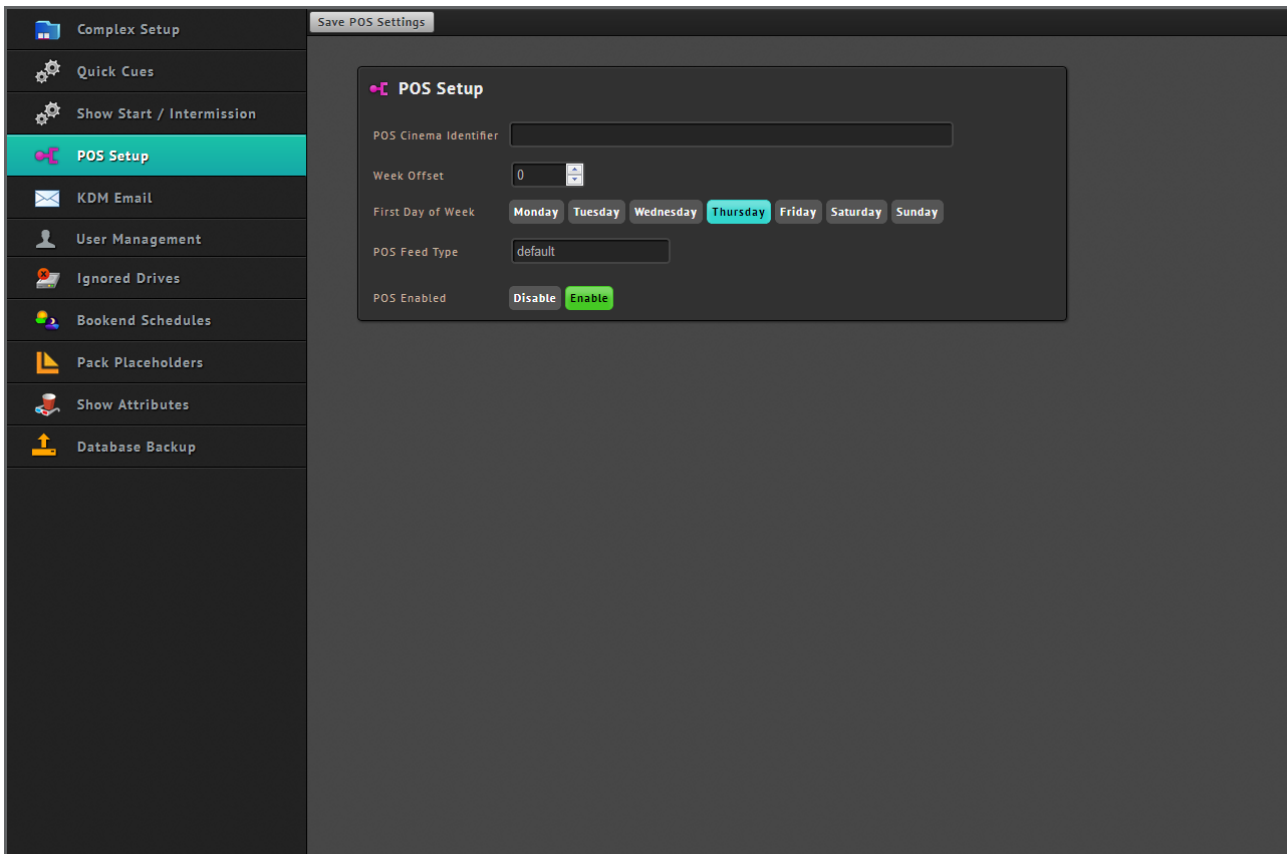 Complex Setup
Quick Cues
Show Start / Intermission
POS Setup
KDM Email
User Management
Ignored Drives
Bookend Schedules
Pack Placeholders
Show Attributes
Database Backup
Save POS Settings
POS Setup
POS Cinema Identifier
Week Offset 0
First Day of Week Monday Tuesday Wednesday Thursday Friday Saturday Sunday
POS Feed Type default
POS Enabled Disable Enable